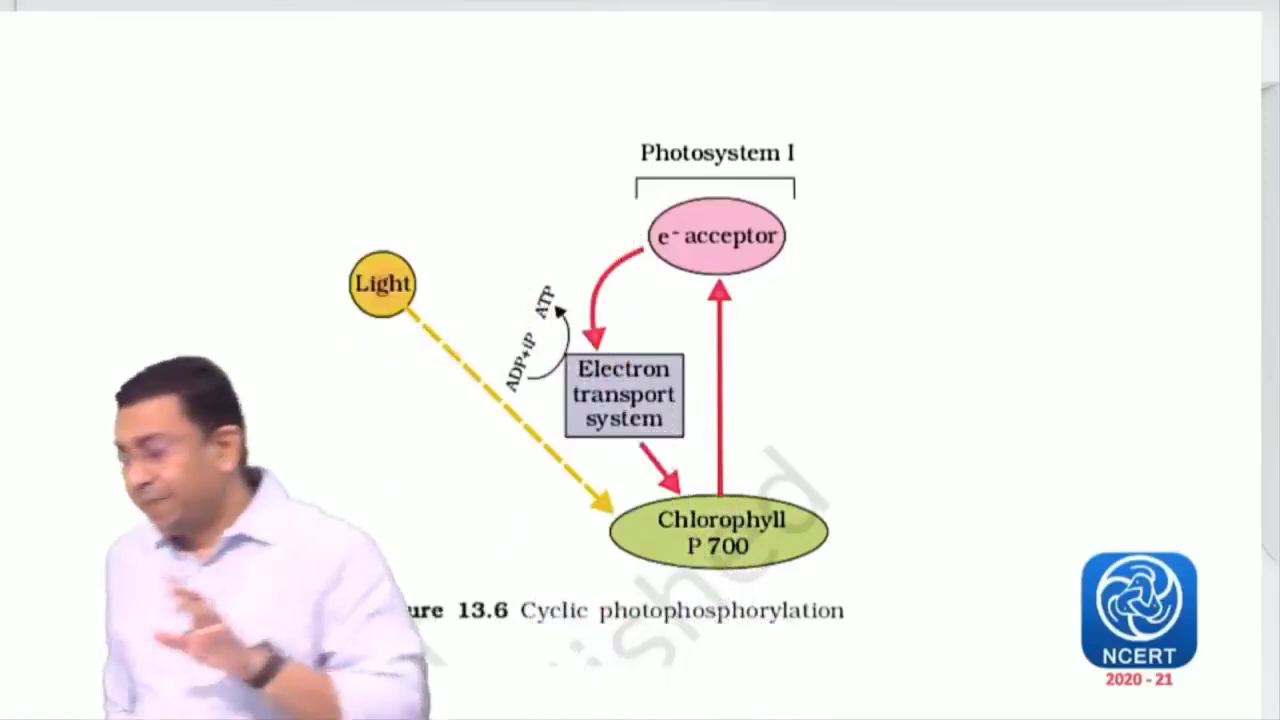 Photosystem I
e⁻ acceptor
Light
ATP
ADP+iP
Electron
transport
system
Chlorophyll
P 700
ure 13.6 Cyclic photophosphorylation
NCERT
2020 - 21